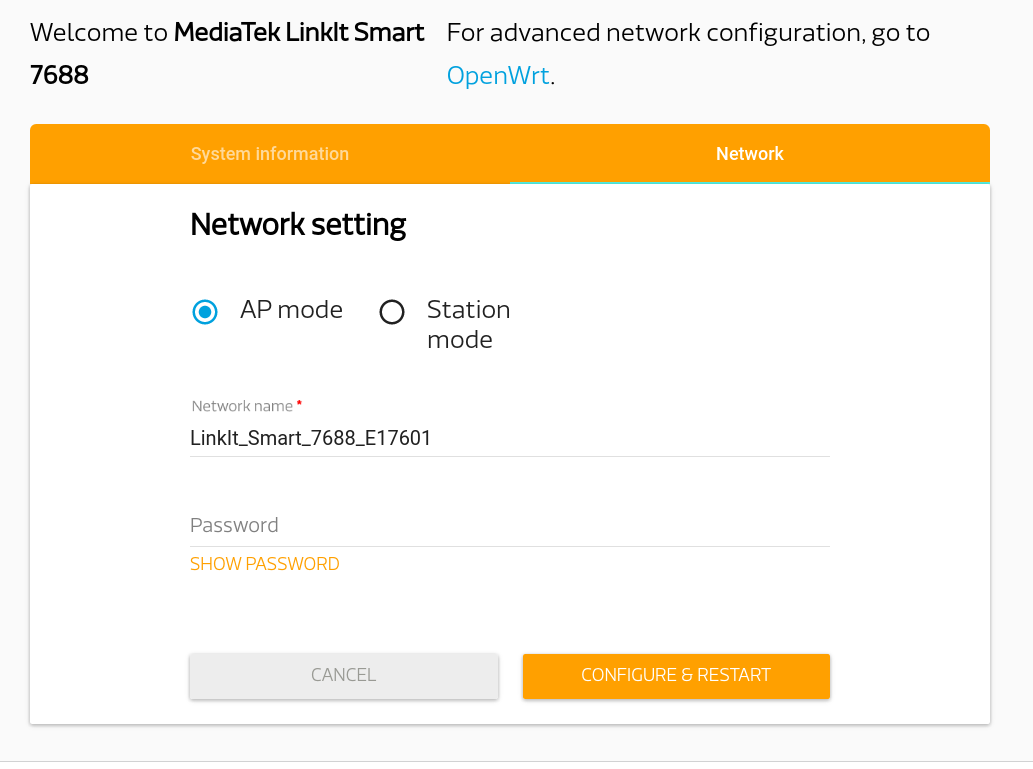 Welcome to MediaTek LinkIt Smart
7688
For advanced network configuration, go to
OpenWrt.
System information
Network
Network setting
AP mode
Station
mode
Network name *
LinkIt_Smart_7688_E17601
Password
SHOW PASSWORD
CANCEL
CONFIGURE & RESTART